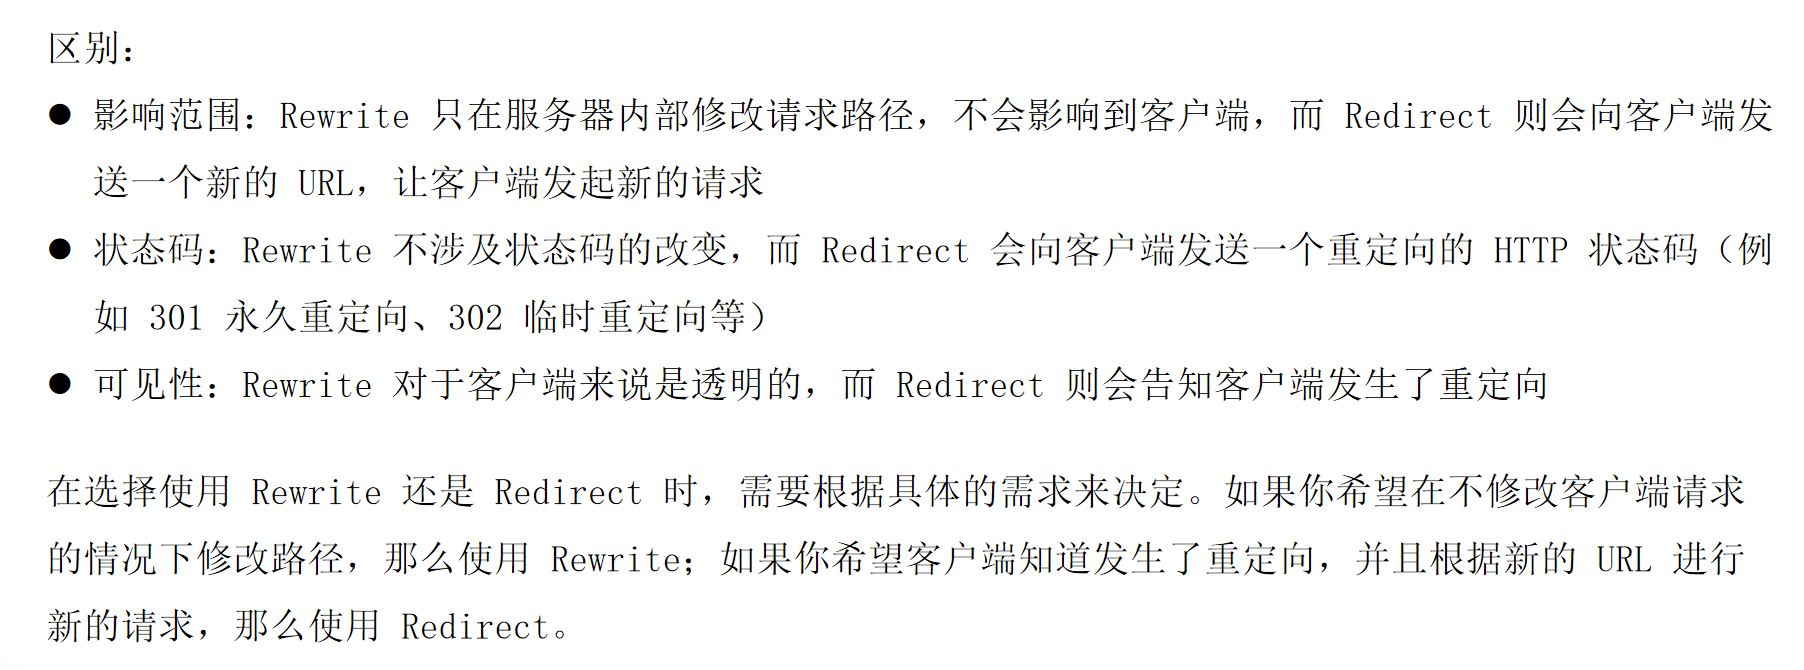 区别：
● 影响范围：Rewrite 只在服务器内部修改请求路径，不会影响到客户端，而 Redirect 则会向客户端发
送一个新的 URL，让客户端发起新的请求
● 状态码：Rewrite 不涉及状态码的改变，而 Redirect 会向客户端发送一个重定向的 HTTP 状态码（例
如 301 永久重定向、302 临时重定向等）
● 可见性：Rewrite 对于客户端来说是透明的，而 Redirect 则会告知客户端发生了重定向
在选择使用 Rewrite 还是 Redirect 时，需要根据具体的需求来决定。如果你希望在不修改客户端请求
的情况下修改路径，那么使用 Rewrite；如果你希望客户端知道发生了重定向，并且根据新的 URL 进行
新的请求，那么使用 Redirect。